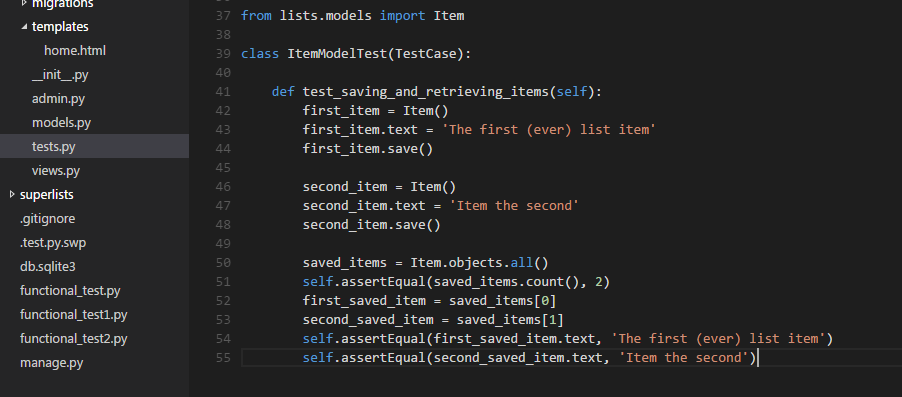 migrations
templates
home.html
__init__.py
admin.py
models.py
tests.py
views.py
superlists
.gitignore
.test.py.swp
db.sqlite3
functional_test.py
functional_test1.py
functional_test2.py
manage.py
37 from lists.models import Item
38
39 class ItemModelTest(TestCase):
40
41     def test_saving_and_retrieving_items(self):
42         first_item = Item()
43         first_item.text = 'The first (ever) list item'
44         first_item.save()
45
46         second_item = Item()
47         second_item.text = 'Item the second'
48         second_item.save()
49
50         saved_items = Item.objects.all()
51         self.assertEqual(saved_items.count(), 2)
52         first_saved_item = saved_items[0]
53         second_saved_item = saved_items[1]
54         self.assertEqual(first_saved_item.text, 'The first (ever) list item')
55         self.assertEqual(second_saved_item.text, 'Item the second')